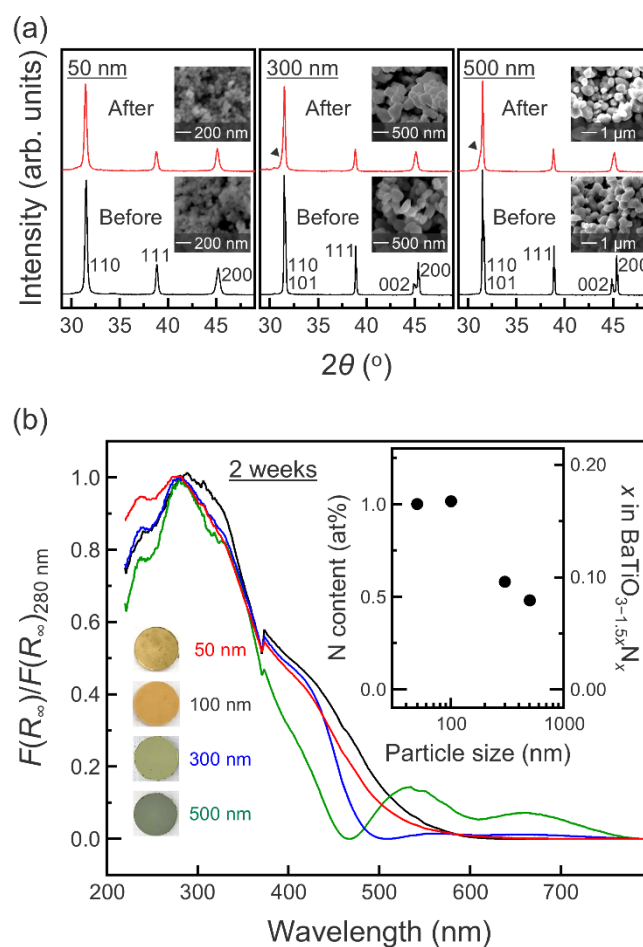 (a)
50 nm
After
200 nm
Before
200 nm
110
111
200
300 nm
After
500 nm
Before
500 nm
110
101
111
002
200
500 nm
After
1 μm
Before
1 μm
110
101
111
002
200
Intensity (arb. units)
30 35 40 45
30 35 40 45
30 35 40 45
2θ (°)
(b)
2 weeks
1.0
0.8
0.6
0.4
0.2
0.0
F(R∞)/F(R∞)280 nm
50 nm
100 nm
300 nm
500 nm
N content (at%)
1.0
0.5
0.0
0.20
0.10
0.00
x in BaTiO3−1.5xNx
100 1000
Particle size (nm)
200 300 400 500 600 700
Wavelength (nm)